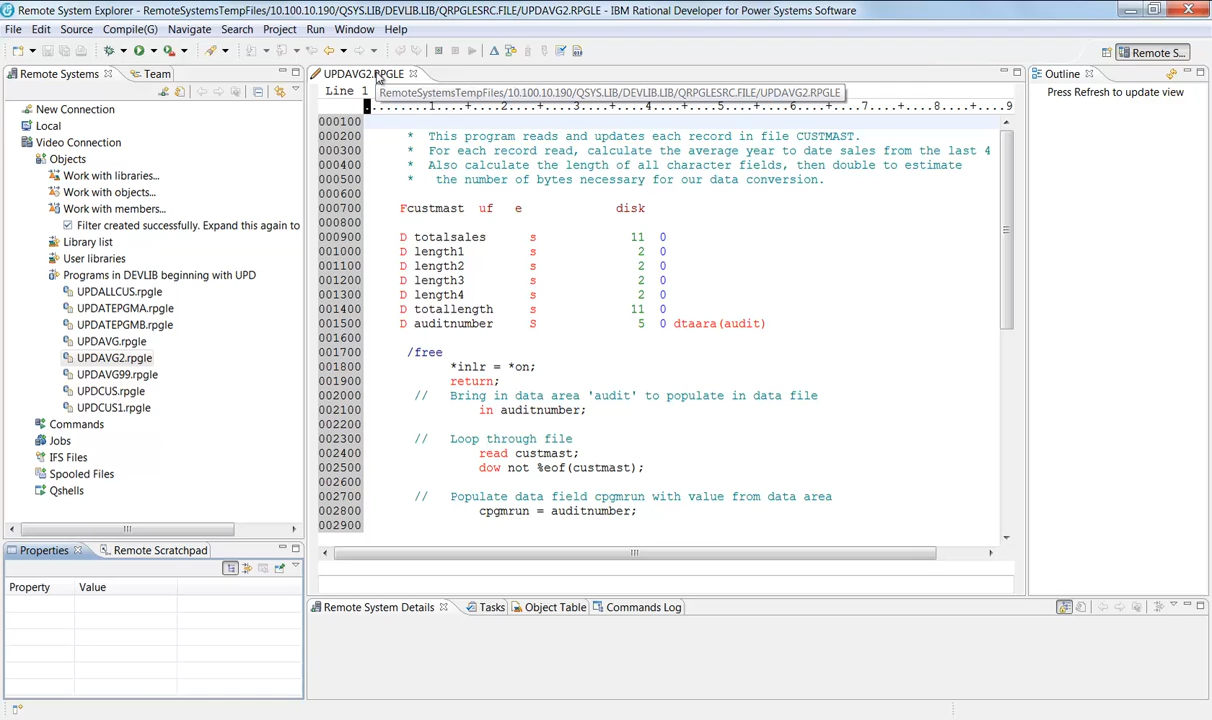 Remote System Explorer - RemoteSystemsTempFiles/10.100.10.190/QSYS.LIB/DEVLIB.LIB/QRPGLESRC.FILE/UPDAVG2.RPGLE - IBM Rational Developer for Power Systems Software
File Edit Source Compile(G) Navigate Search Project Run Window Help
Remote S...
Remote Systems Team
New Connection
Local
Video Connection
Objects
Work with libraries...
Work with objects...
Work with members...
Filter created successfully. Expand this again to
Library list
User libraries
Programs in DEVLIB beginning with UPD
UPDALLCUS.rpgle
UPDATEPGMA.rpgle
UPDATEPGMB.rpgle
UPDAVG.rpgle
UPDAVG2.rpgle
UPDAVG99.rpgle
UPDCUS.rpgle
UPDCUS1.rpgle
Commands
Jobs
IFS Files
Spooled Files
Qshells
Properties Remote Scratchpad
Property Value
UPDAVG2.RPGLE
Line 1
RemoteSystemsTempFiles/10.100.10.190/QSYS.LIB/DEVLIB.LIB/QRPGLESRC.FILE/UPDAVG2.RPGLE
.......1....+....2....+....3....+....4....+....5....+....6....+....7....+....8....+....9
000100
000200 * This program reads and updates each record in file CUSTMAST.
000300 * For each record read, calculate the average year to date sales from the last 4
000400 * Also calculate the length of all character fields, then double to estimate
000500 * the number of bytes necessary for our data conversion.
000600
000700 Fcustmast uf e disk
000800
000900 D totalsales s 11 0
001000 D length1 s 2 0
001100 D length2 s 2 0
001200 D length3 s 2 0
001300 D length4 s 2 0
001400 D totallength s 11 0
001500 D auditnumber S 5 0 dtaara(audit)
001600
001700 /free
001800 *inlr = *on;
001900 return;
002000 // Bring in data area 'audit' to populate in data file
002100 in auditnumber;
002200
002300 // Loop through file
002400 read custmast;
002500 dow not %eof(custmast);
002600
002700 // Populate data field cpgmrun with value from data area
002800 cpgmrun = auditnumber;
002900
Remote System Details Tasks Object Table Commands Log
Outline
Press Refresh to update view